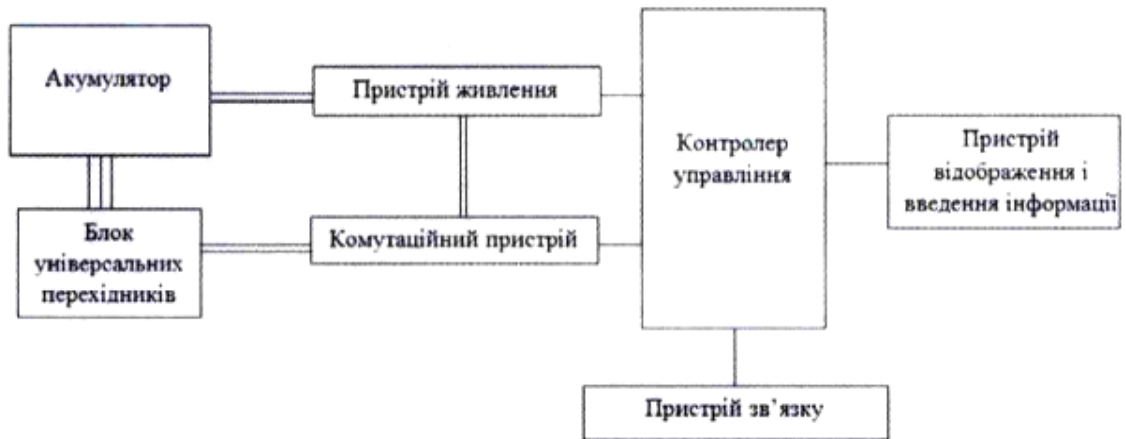 Акумулятор
Пристрій живлення
Контролер
управління
Пристрій
відображення і
введення інформації
Блок
універсальних
перехідників
Комутаційний пристрій
Пристрій зв’язку